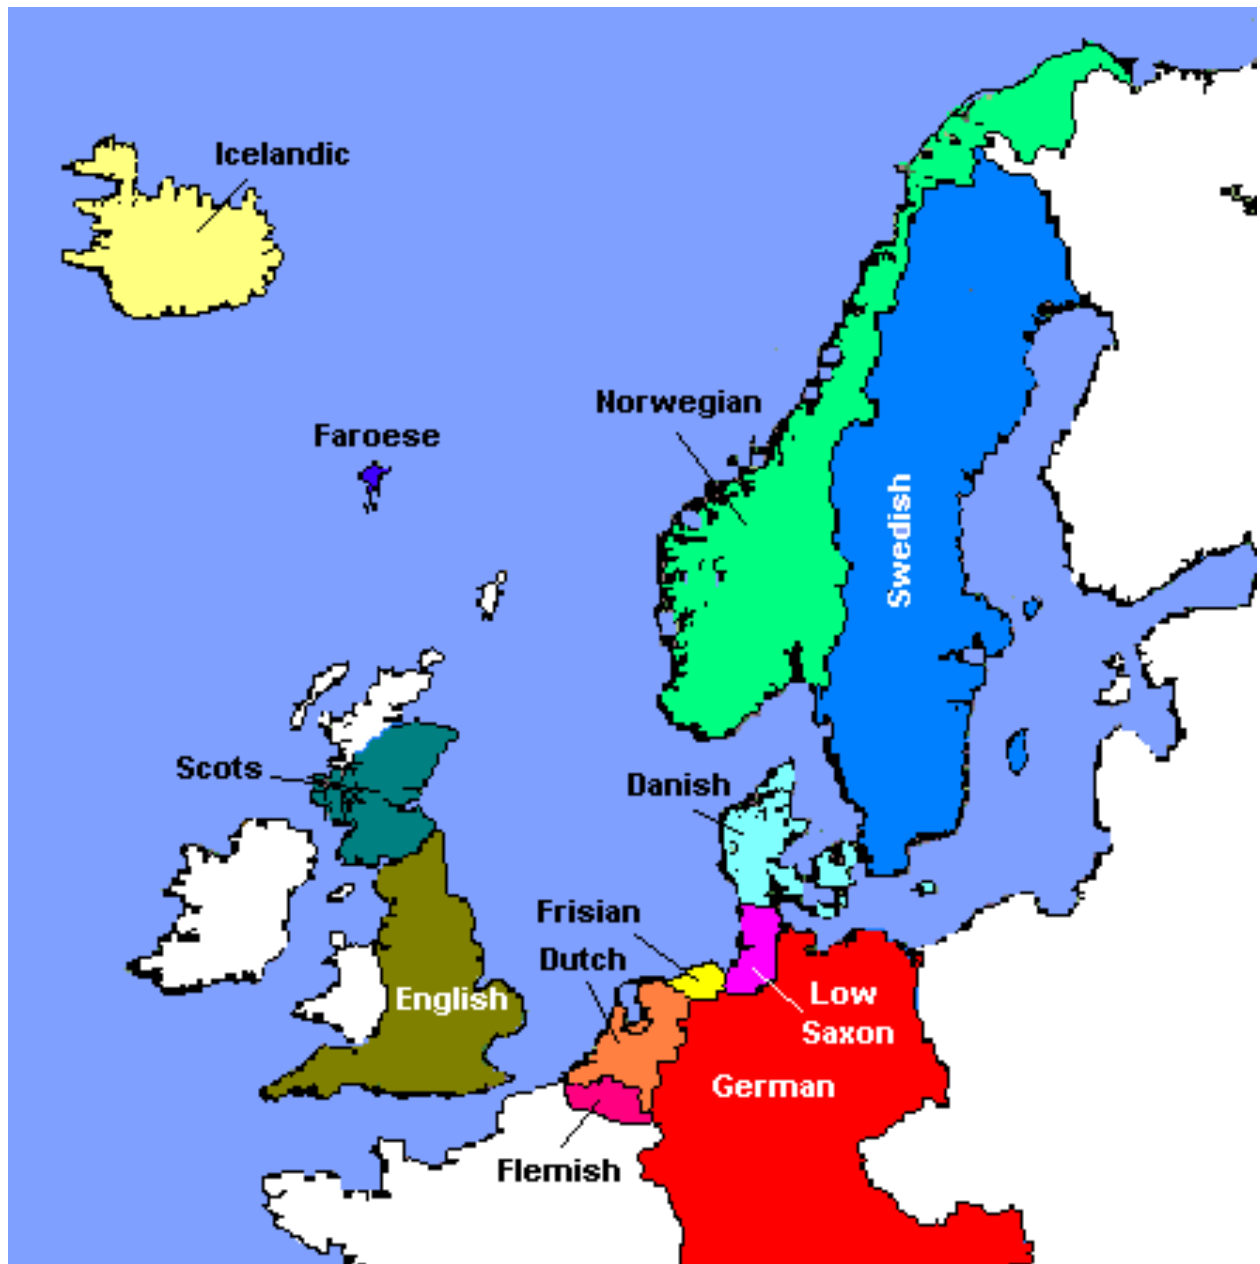 Icelandic
Norwegian
Faroese
Swedish
Scots
Danish
Frisian
Dutch
English
Low
Saxon
German
Flemish